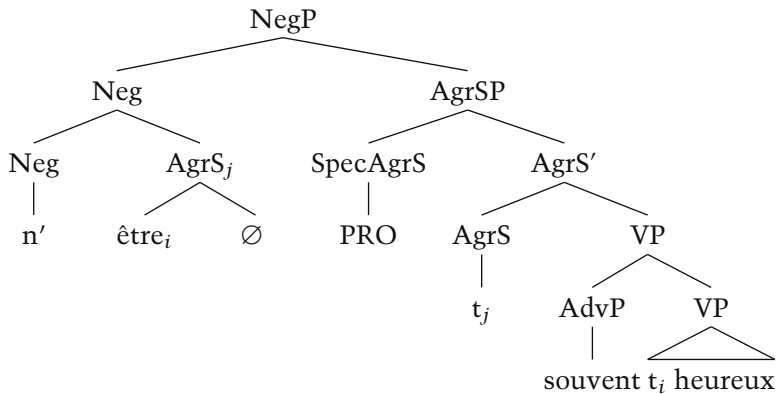 NegP
Neg AgrSP
Neg AgrSⱼ SpecAgrS AgrS′
n′ êtreᵢ ∅ PRO AgrS VP
tⱼ AdvP VP
souvent tᵢ heureux